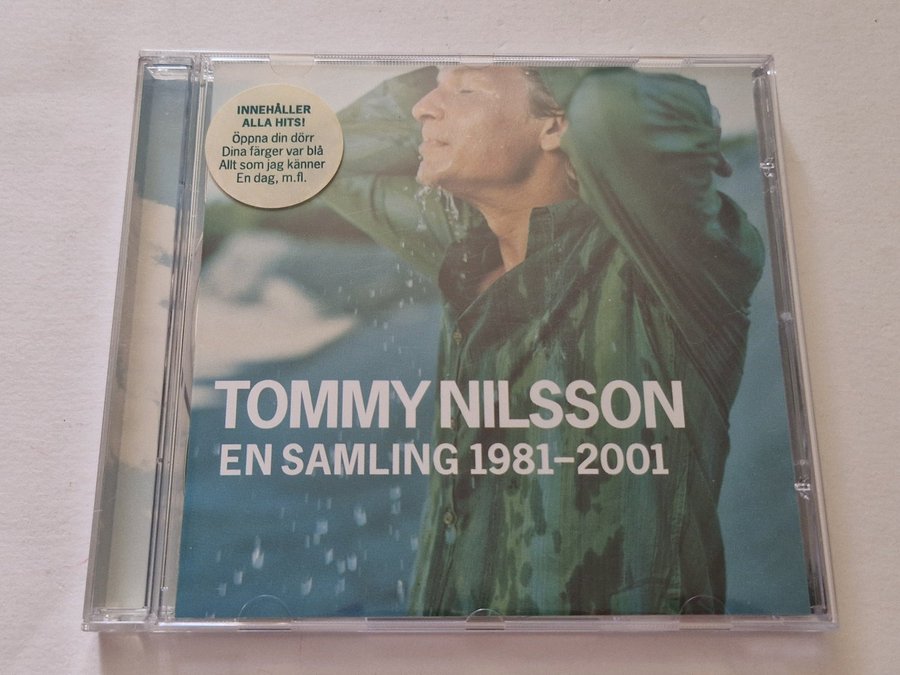 INNEHÅLLER
ALLA HITS!
Öppna din dörr
Dina färger var blå
Allt som jag känner
En dag, m.fl.
TOMMY NILSSON
EN SAMLING 1981–2001